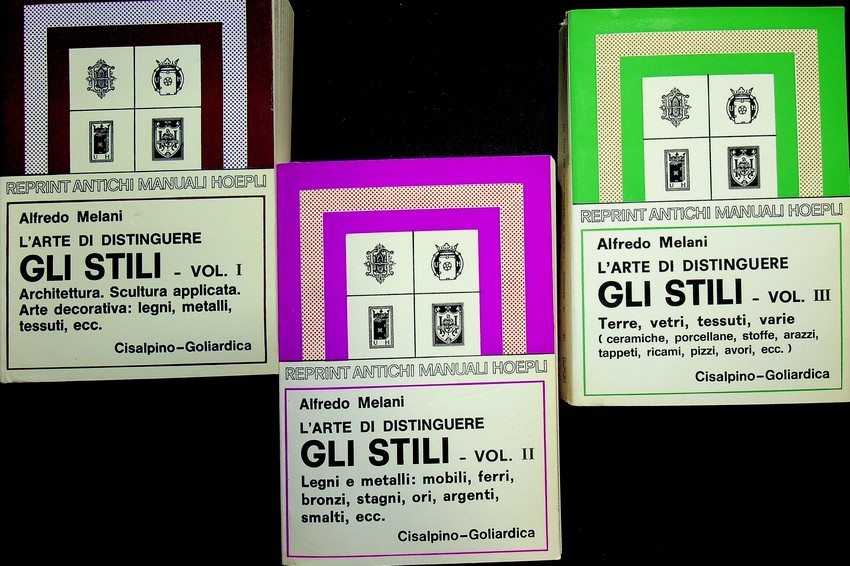 REPRINT ANTICHI MANUALI HOEPLI
Alfredo Melani
L'ARTE DI DISTINGUERE
GLI STILI - VOL. I
Architettura. Scultura applicata.
Arte decorativa: legni, metalli,
tessuti, ecc.
Cisalpino-Goliardica
U H
REPRINT ANTICHI MANUALI HOEPLI
Alfredo Melani
L'ARTE DI DISTINGUERE
GLI STILI - VOL. II
Legni e metalli: mobili, ferri,
bronzi, stagni, ori, argenti,
smalti, ecc.
Cisalpino-Goliardica
U H
REPRINT ANTICHI MANUALI HOEPLI
Alfredo Melani
L'ARTE DI DISTINGUERE
GLI STILI - VOL. III
Terre, vetri, tessuti, varie
( ceramiche, porcellane, stoffe, arazzi,
tappeti, ricami, pizzi, avori, ecc. )
Cisalpino-Goliardica
U H